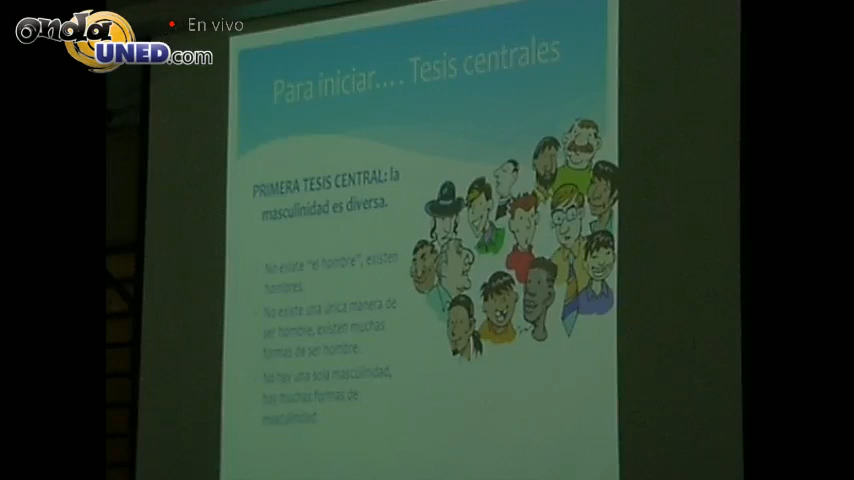 onda
UNED.com
En vivo
Para iniciar.... Tesis centrales
PRIMERA TESIS CENTRAL: la
masculinidad es diversa.
No existe "el hombre", existen
hombres.
No existe una única manera de
ser hombre, existen muchas
formas de ser hombre.
No hay una sola masculinidad,
hay muchas formas de
masculinidad